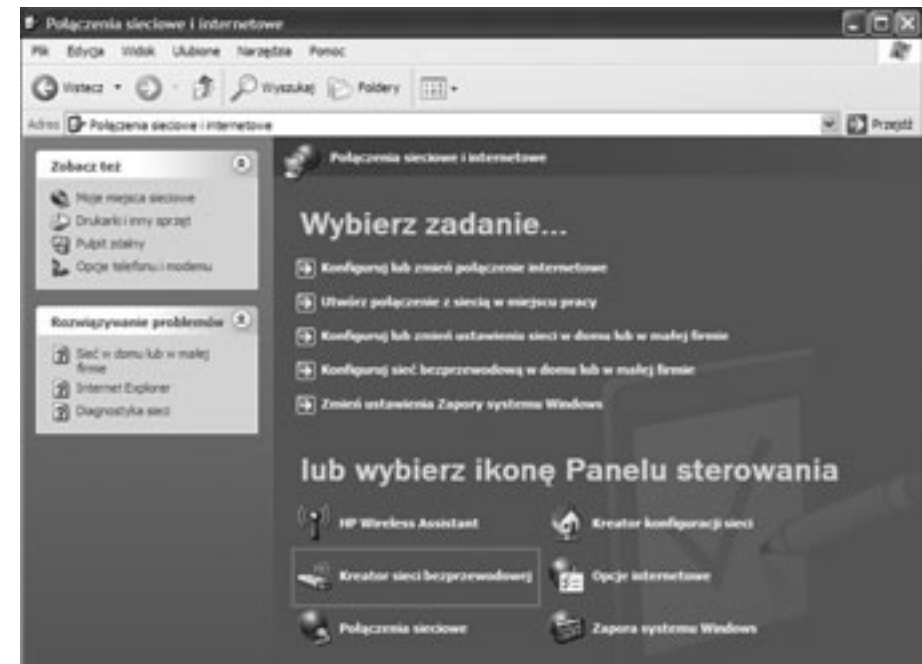 Połączenia sieciowe i internetowe
Plik Edycja Widok Ulubione Narzędzia Pomoc
Wstecz Wyszukaj Foldery
Adres Połączenia sieciowe i internetowe Przejdź
Zobacz też
Moje miejsca sieciowe
Drukarki i inny sprzęt
Pulpit zdalny
Opcje telefonu i modemu
Rozwiązywanie problemów
Sieć w domu lub w małej
firmie
Internet Explorer
Diagnostyka sieci
Połączenia sieciowe i internetowe
Wybierz zadanie...
Konfiguruj lub zmień połączenie internetowe
Utwórz połączenie z siecią w miejscu pracy
Konfiguruj lub zmień ustawienia sieci w domu lub w małej firmie
Konfiguruj sieć bezprzewodową w domu lub w małej firmie
Zmień ustawienia Zapory systemu Windows
lub wybierz ikonę Panelu sterowania
HP Wireless Assistant Kreator konfiguracji sieci
Kreator sieci bezprzewodowej Opcje internetowe
Połączenia sieciowe Zapora systemu Windows